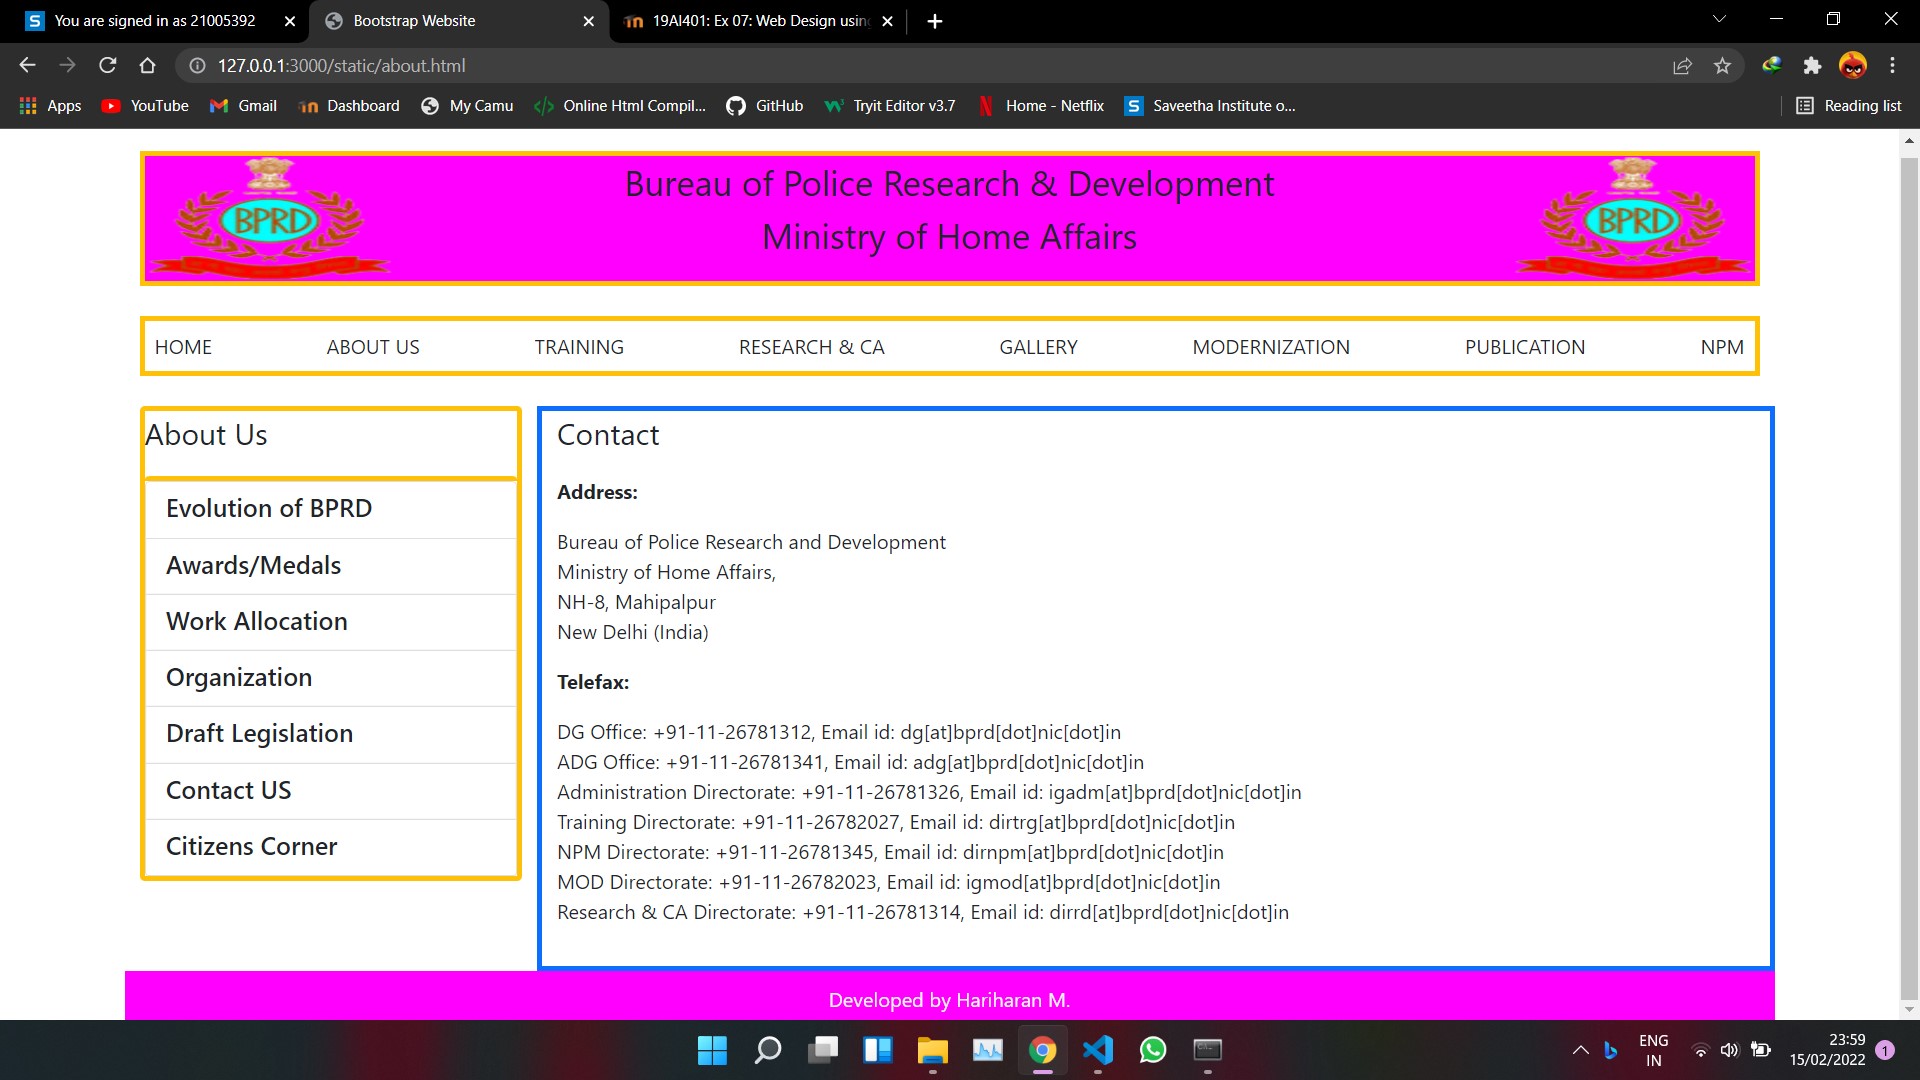 You are signed in as 21005392
Bootstrap Website
19AI401: Ex 07: Web Design usin
127.0.0.1:3000/static/about.html
Apps
YouTube
Gmail
Dashboard
My Camu
Online Html Compil...
GitHub
Tryit Editor v3.7
Home - Netflix
Saveetha Institute o...
Reading list
BPRD
Bureau of Police Research & Development
Ministry of Home Affairs
BPRD
HOME
ABOUT US
TRAINING
RESEARCH & CA
GALLERY
MODERNIZATION
PUBLICATION
NPM
About Us
Evolution of BPRD
Awards/Medals
Work Allocation
Organization
Draft Legislation
Contact US
Citizens Corner
Contact
Address:
Bureau of Police Research and Development
Ministry of Home Affairs,
NH-8, Mahipalpur
New Delhi (India)
Telefax:
DG Office: +91-11-26781312, Email id: dg[at]bprd[dot]nic[dot]in
ADG Office: +91-11-26781341, Email id: adg[at]bprd[dot]nic[dot]in
Administration Directorate: +91-11-26781326, Email id: igadm[at]bprd[dot]nic[dot]in
Training Directorate: +91-11-26782027, Email id: dirtrg[at]bprd[dot]nic[dot]in
NPM Directorate: +91-11-26781345, Email id: dirnpm[at]bprd[dot]nic[dot]in
MOD Directorate: +91-11-26782023, Email id: igmod[at]bprd[dot]nic[dot]in
Research & CA Directorate: +91-11-26781314, Email id: dirrd[at]bprd[dot]nic[dot]in
Developed by Hariharan M.
ENG
IN
23:59
15/02/2022
1